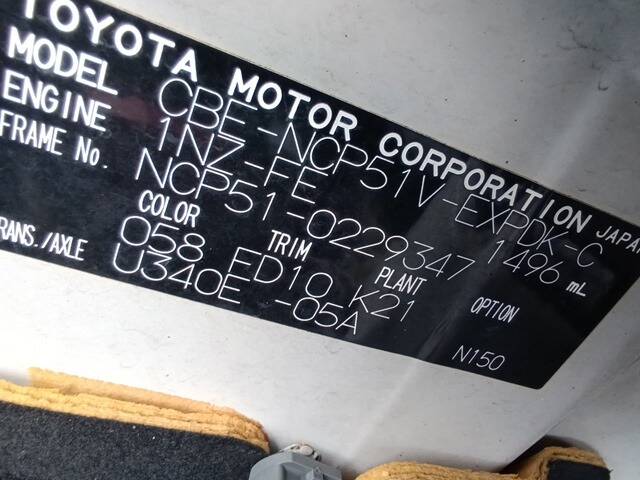 TOYOTA MOTOR CORPORATION JAPAN
MODEL CBE-NCP51V-EXPDK-C
ENGINE 1NZ-FE 1496 mL
FRAME No. NCP51-0229347
COLOR TRIM PLANT OPTION
058 FD10 K21
TRANS./AXLE U340E -05A
N150